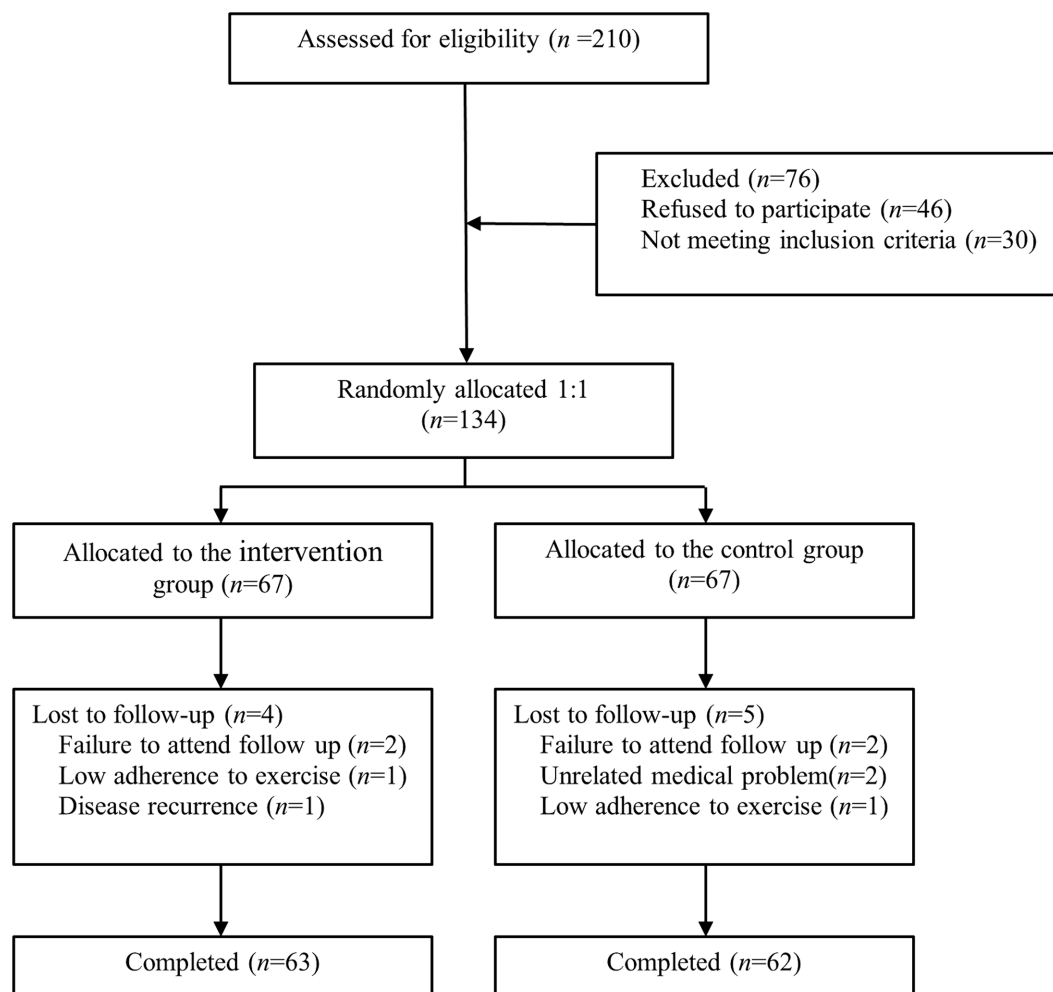 Assessed for eligibility (n =210)
Excluded (n=76)
Refused to participate (n=46)
Not meeting inclusion criteria (n=30)
Randomly allocated 1:1
(n=134)
Allocated to the intervention
group (n=67)
Allocated to the control group
(n=67)
Lost to follow-up (n=4)
Failure to attend follow up (n=2)
Low adherence to exercise (n=1)
Disease recurrence (n=1)
Lost to follow-up (n=5)
Failure to attend follow up (n=2)
Unrelated medical problem(n=2)
Low adherence to exercise (n=1)
Completed (n=63)
Completed (n=62)